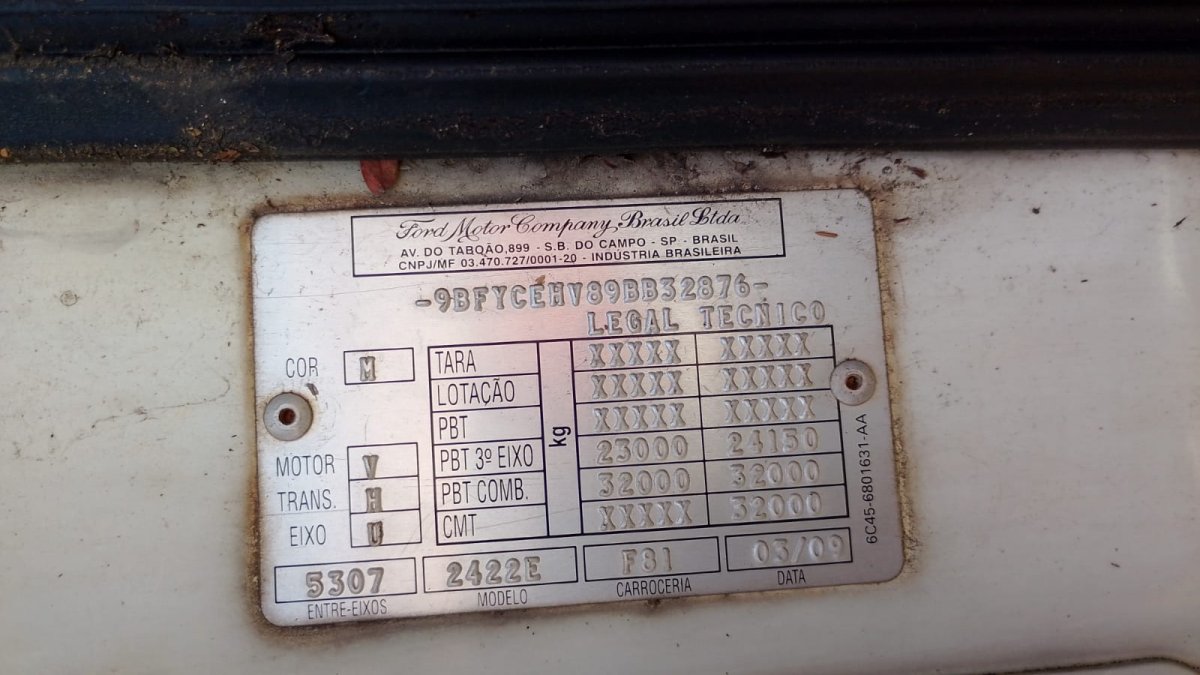 Ford Motor Company Brasil Ltda
AV. DO TABOÃO,899 - S.B. DO CAMPO - SP - BRASIL
CNPJ/MF 03.470.727/0001-20 - INDÚSTRIA BRASILEIRA
-9BFYCEHV89BB32876-
LEGAL TECNICO
COR M
TARA XXXXX XXXXX
LOTAÇÃO XXXXX XXXXX
PBT XXXXX XXXXX
kg
MOTOR V PBT 3º EIXO 23000 24150
TRANS. H PBT COMB. 32000 32000
EIXO U CMT XXXXX 32000
5307 2422E F81 03/09
ENTRE-EIXOS MODELO CARROCERIA DATA
6C45-6801631-AA